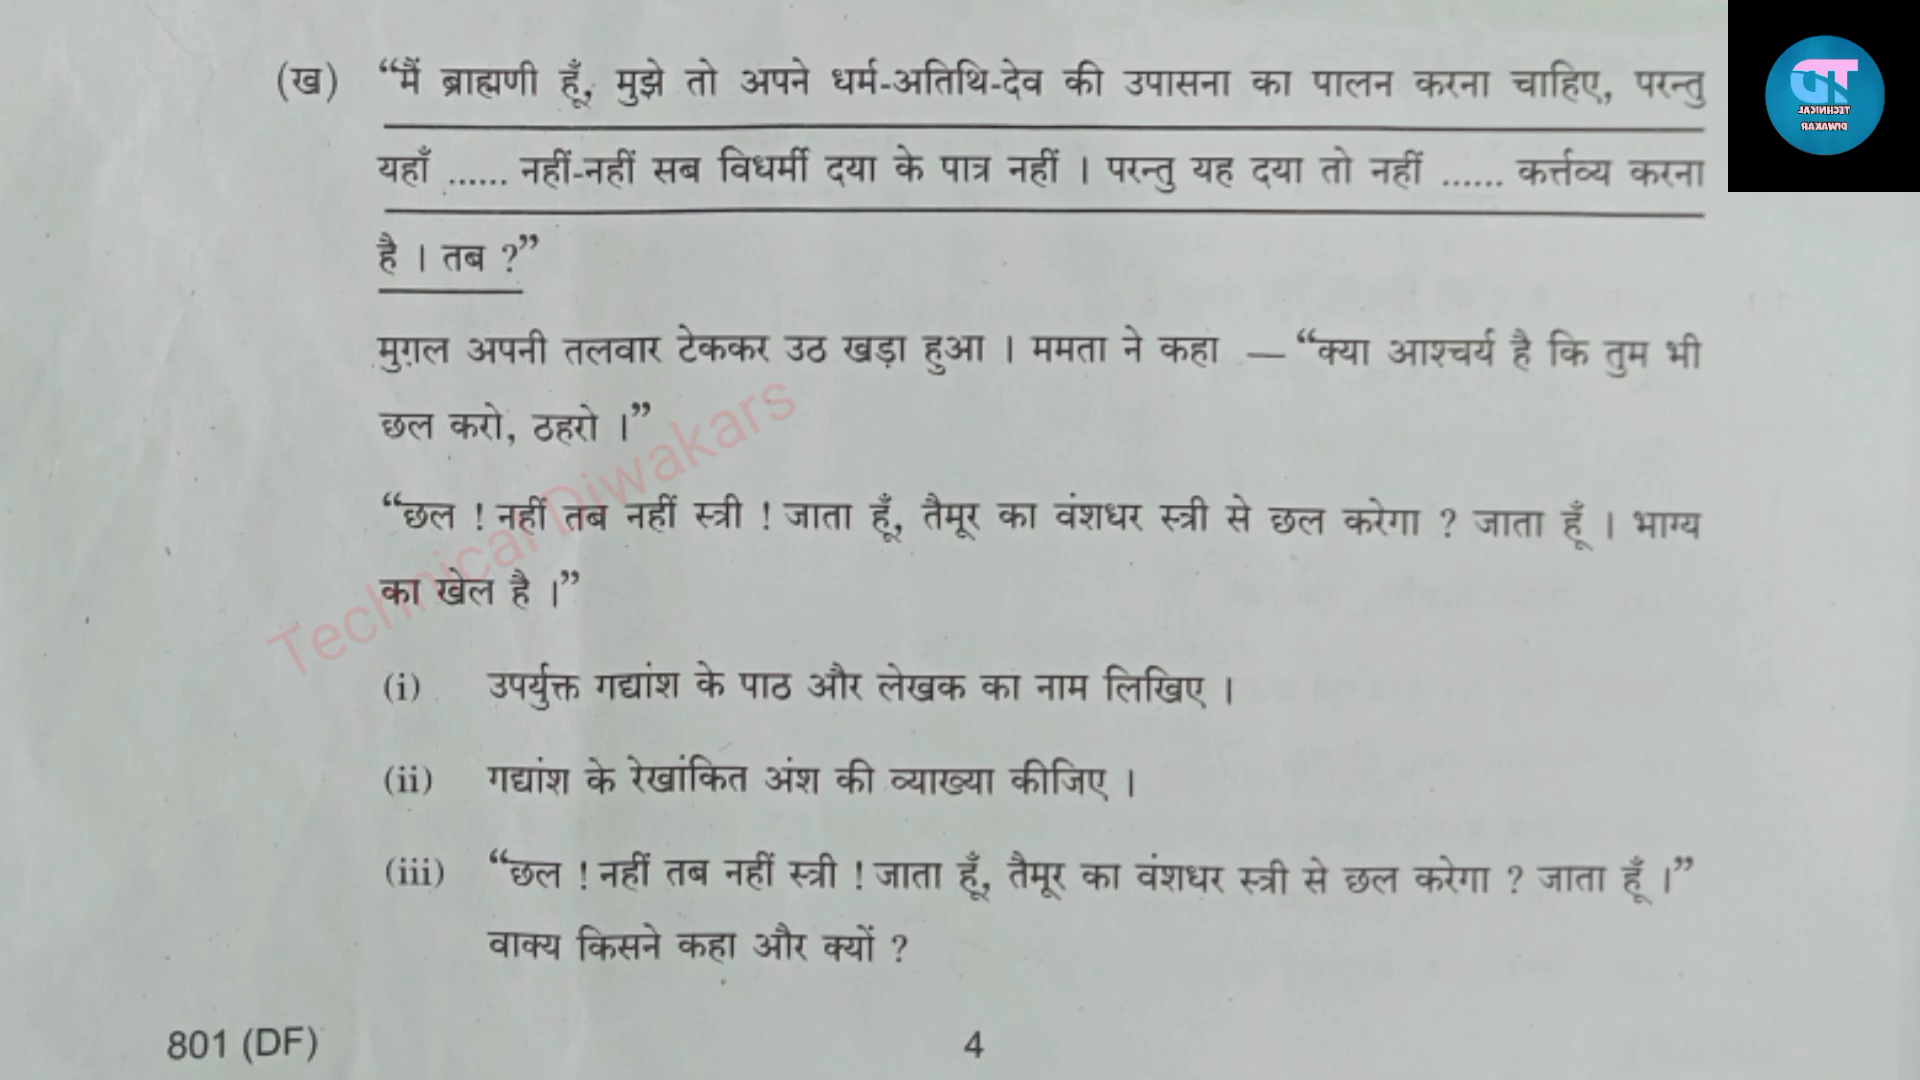 (ख) “मैं ब्राह्मणी हूँ, मुझे तो अपने धर्म-अतिथि-देव की उपासना का पालन करना चाहिए, परन्तु
यहाँ ...... नहीं-नहीं सब विधर्मी दया के पात्र नहीं । परन्तु यह दया तो नहीं ...... कर्त्तव्य करना
है । तब ?”
मुग़ल अपनी तलवार टेककर उठ खड़ा हुआ । ममता ने कहा — “क्या आश्चर्य है कि तुम भी
छल करो, ठहरो ।”
“छल ! नहीं तब नहीं स्त्री ! जाता हूँ, तैमूर का वंशधर स्त्री से छल करेगा ? जाता हूँ । भाग्य
का खेल है ।”
(i) उपर्युक्त गद्यांश के पाठ और लेखक का नाम लिखिए ।
(ii) गद्यांश के रेखांकित अंश की व्याख्या कीजिए ।
(iii) “छल ! नहीं तब नहीं स्त्री ! जाता हूँ, तैमूर का वंशधर स्त्री से छल करेगा ? जाता हूँ ।”
वाक्य किसने कहा और क्यों ?
801 (DF) 4
Technical Diwakars
TECHNICAL
DIWAKAR